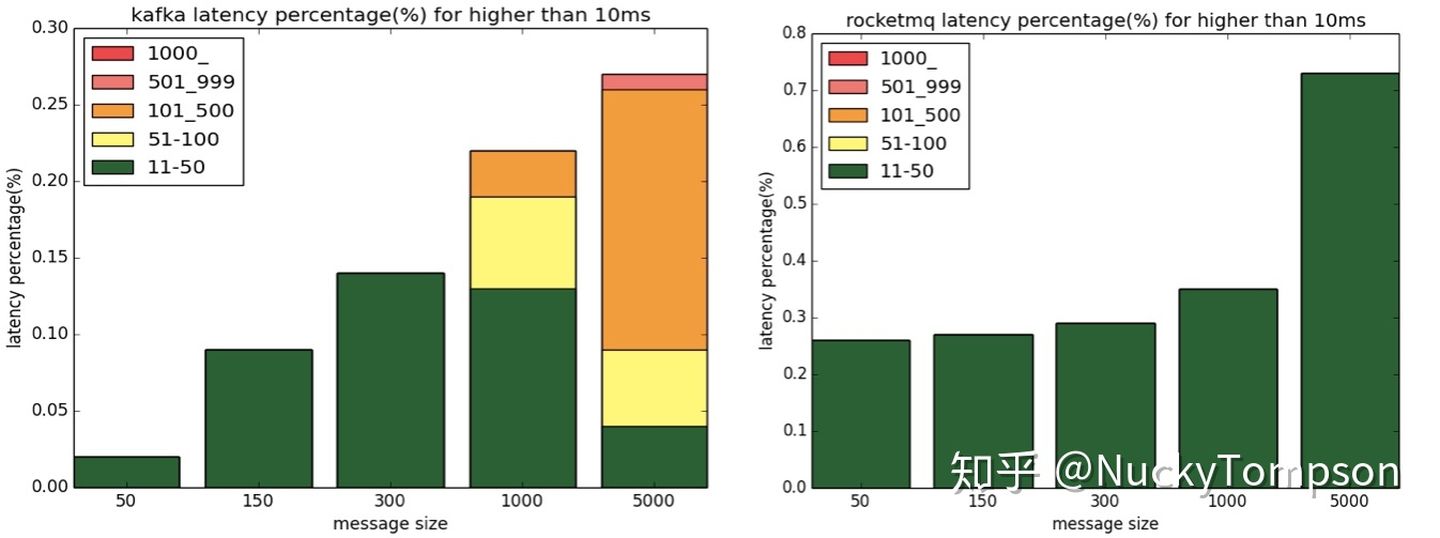 kafka latency percentage(%) for higher than 10ms
0.30
0.25
0.20
0.15
0.10
0.05
0.00
latency percentage(%)
1000_
501_999
101_500
51-100
11-50
50 150 300 1000 5000
message size
rocketmq latency percentage(%) for higher than 10ms
0.8
0.7
0.6
0.5
0.4
0.3
0.2
0.1
0.0
latency percentage(%)
1000_
501_999
101_500
51-100
11-50
50 150 300 1000 5000
message size
知乎 @NuckyTompson